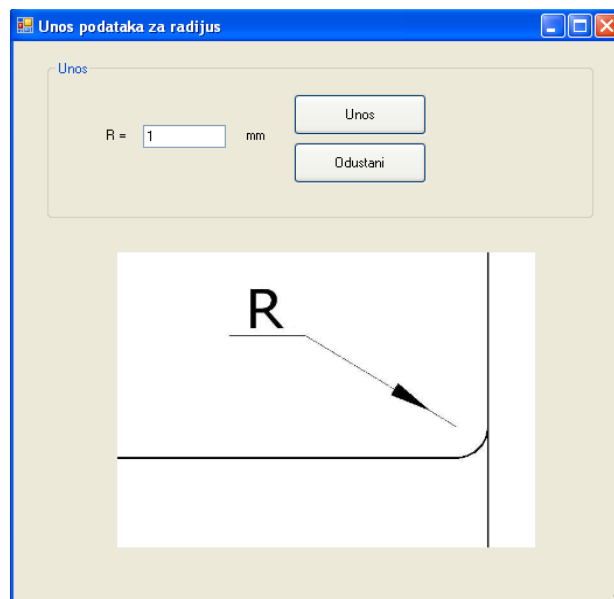 Unos podataka za radijus
Unos
R = 1 mm
Unos
Odustani
R